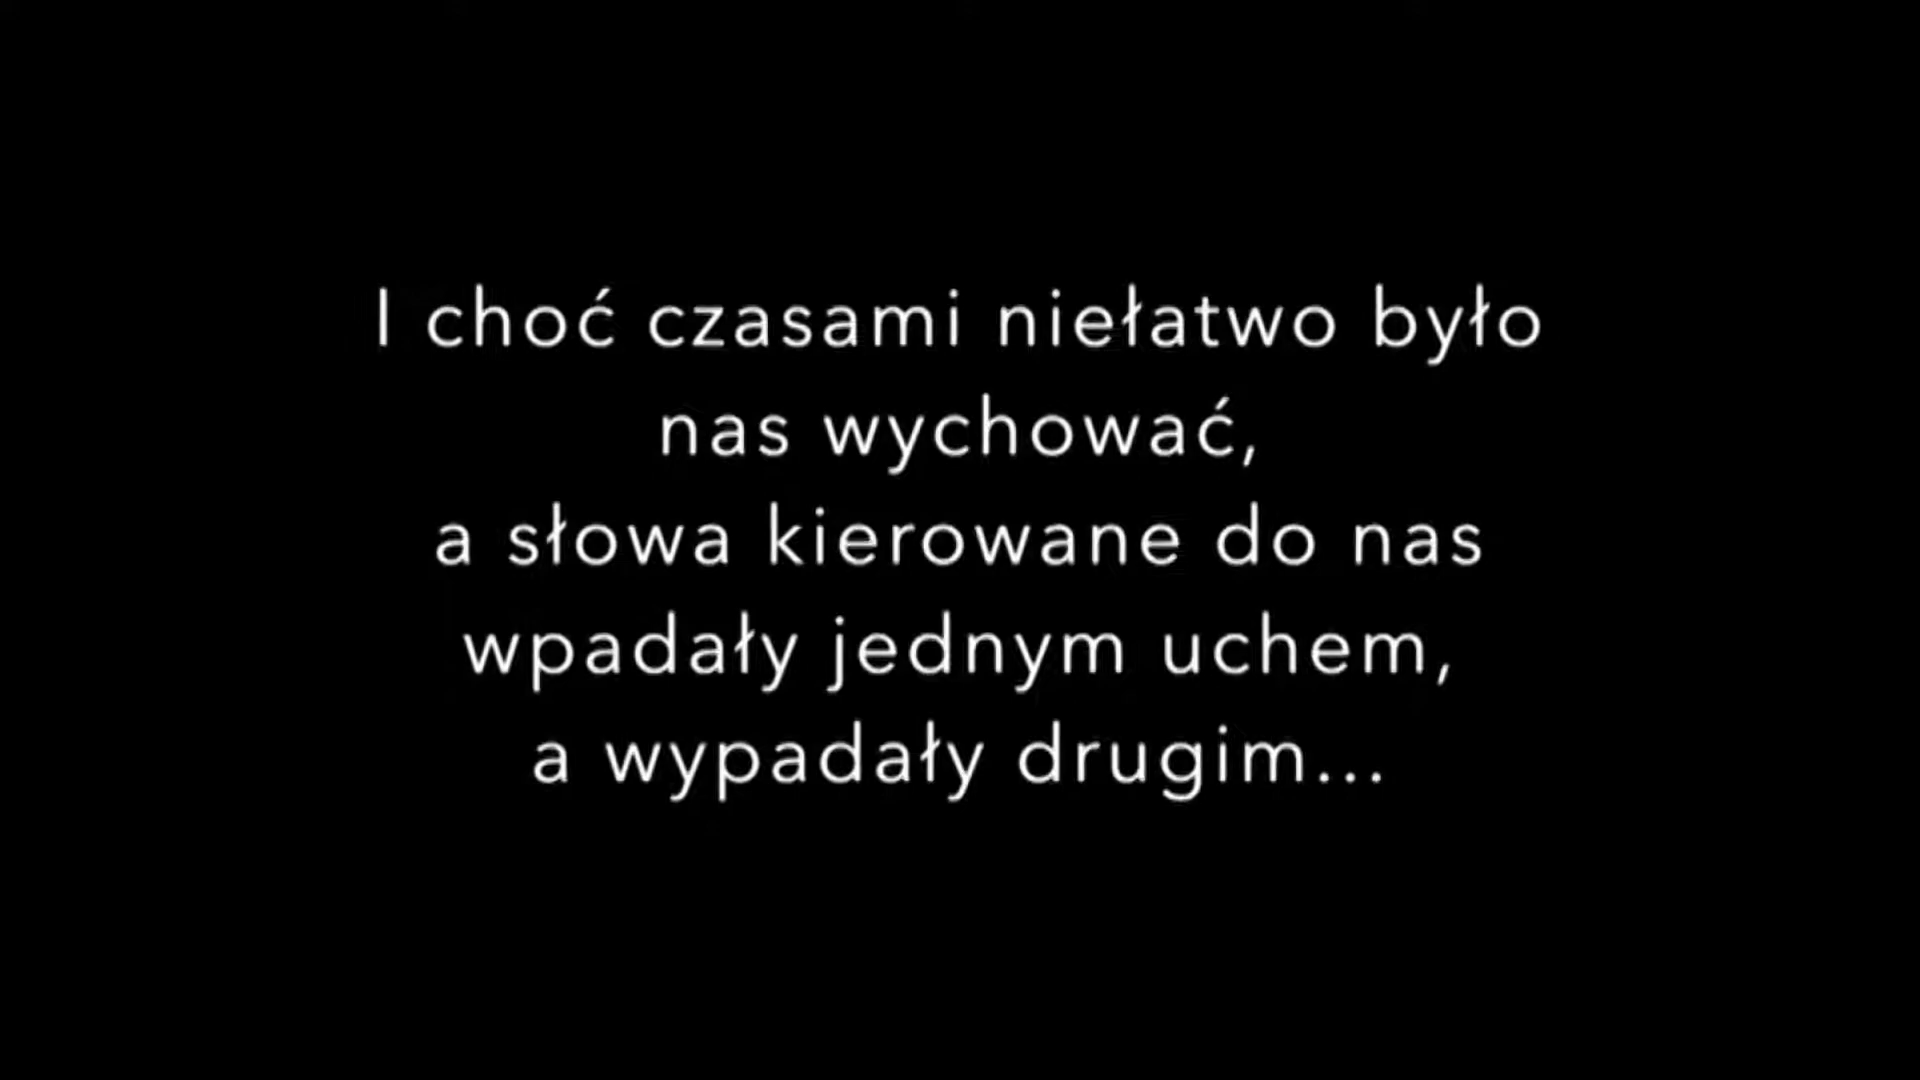 I choć czasami niełatwo było
nas wychować,
a słowa kierowane do nas
wpadały jednym uchem,
a wypadały drugim...